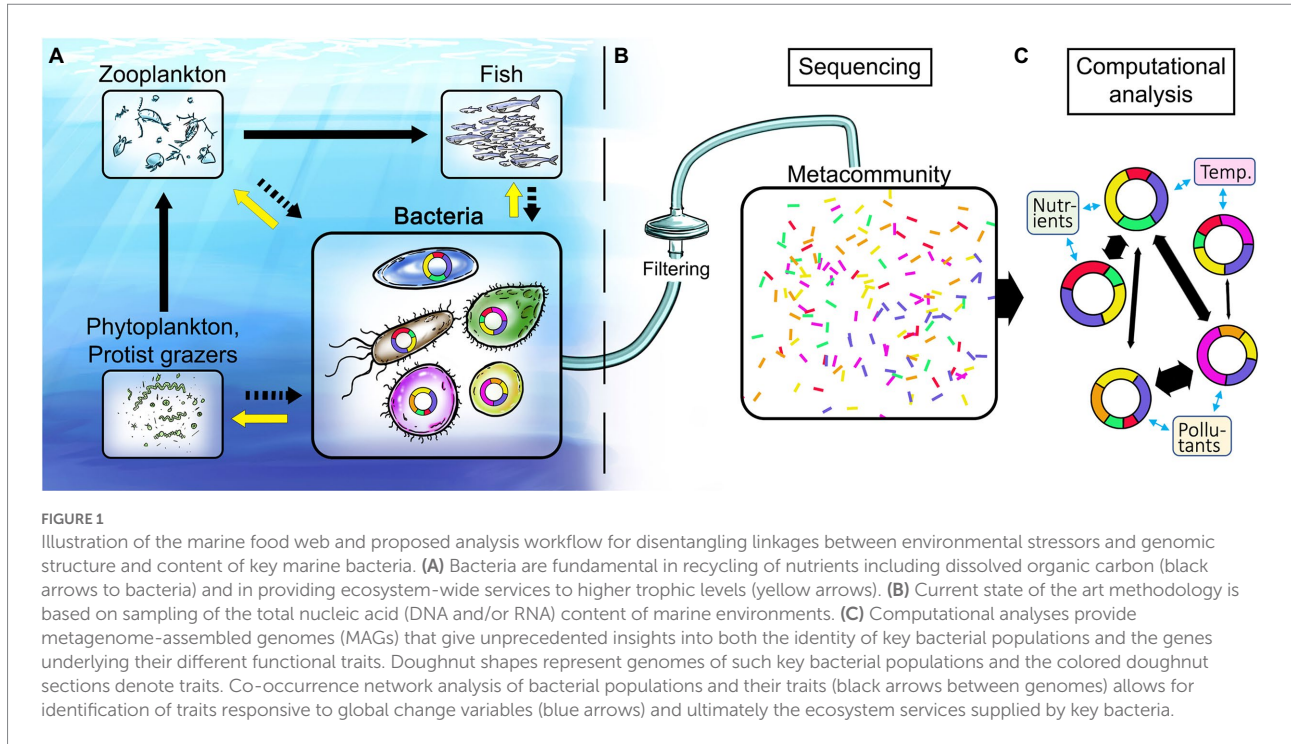 A
Zooplankton
Fish
Bacteria
Phytoplankton,
Protist grazers
B
Sequencing
Filtering
Metacommunity
C
Computational
analysis
Nutr-
ients
Temp.
Pollu-
tants
FIGURE 1
Illustration of the marine food web and proposed analysis workflow for disentangling linkages between environmental stressors and genomic
structure and content of key marine bacteria. (A) Bacteria are fundamental in recycling of nutrients including dissolved organic carbon (black
arrows to bacteria) and in providing ecosystem-wide services to higher trophic levels (yellow arrows). (B) Current state of the art methodology is
based on sampling of the total nucleic acid (DNA and/or RNA) content of marine environments. (C) Computational analyses provide
metagenome-assembled genomes (MAGs) that give unprecedented insights into both the identity of key bacterial populations and the genes
underlying their different functional traits. Doughnut shapes represent genomes of such key bacterial populations and the colored doughnut
sections denote traits. Co-occurrence network analysis of bacterial populations and their traits (black arrows between genomes) allows for
identification of traits responsive to global change variables (blue arrows) and ultimately the ecosystem services supplied by key bacteria.